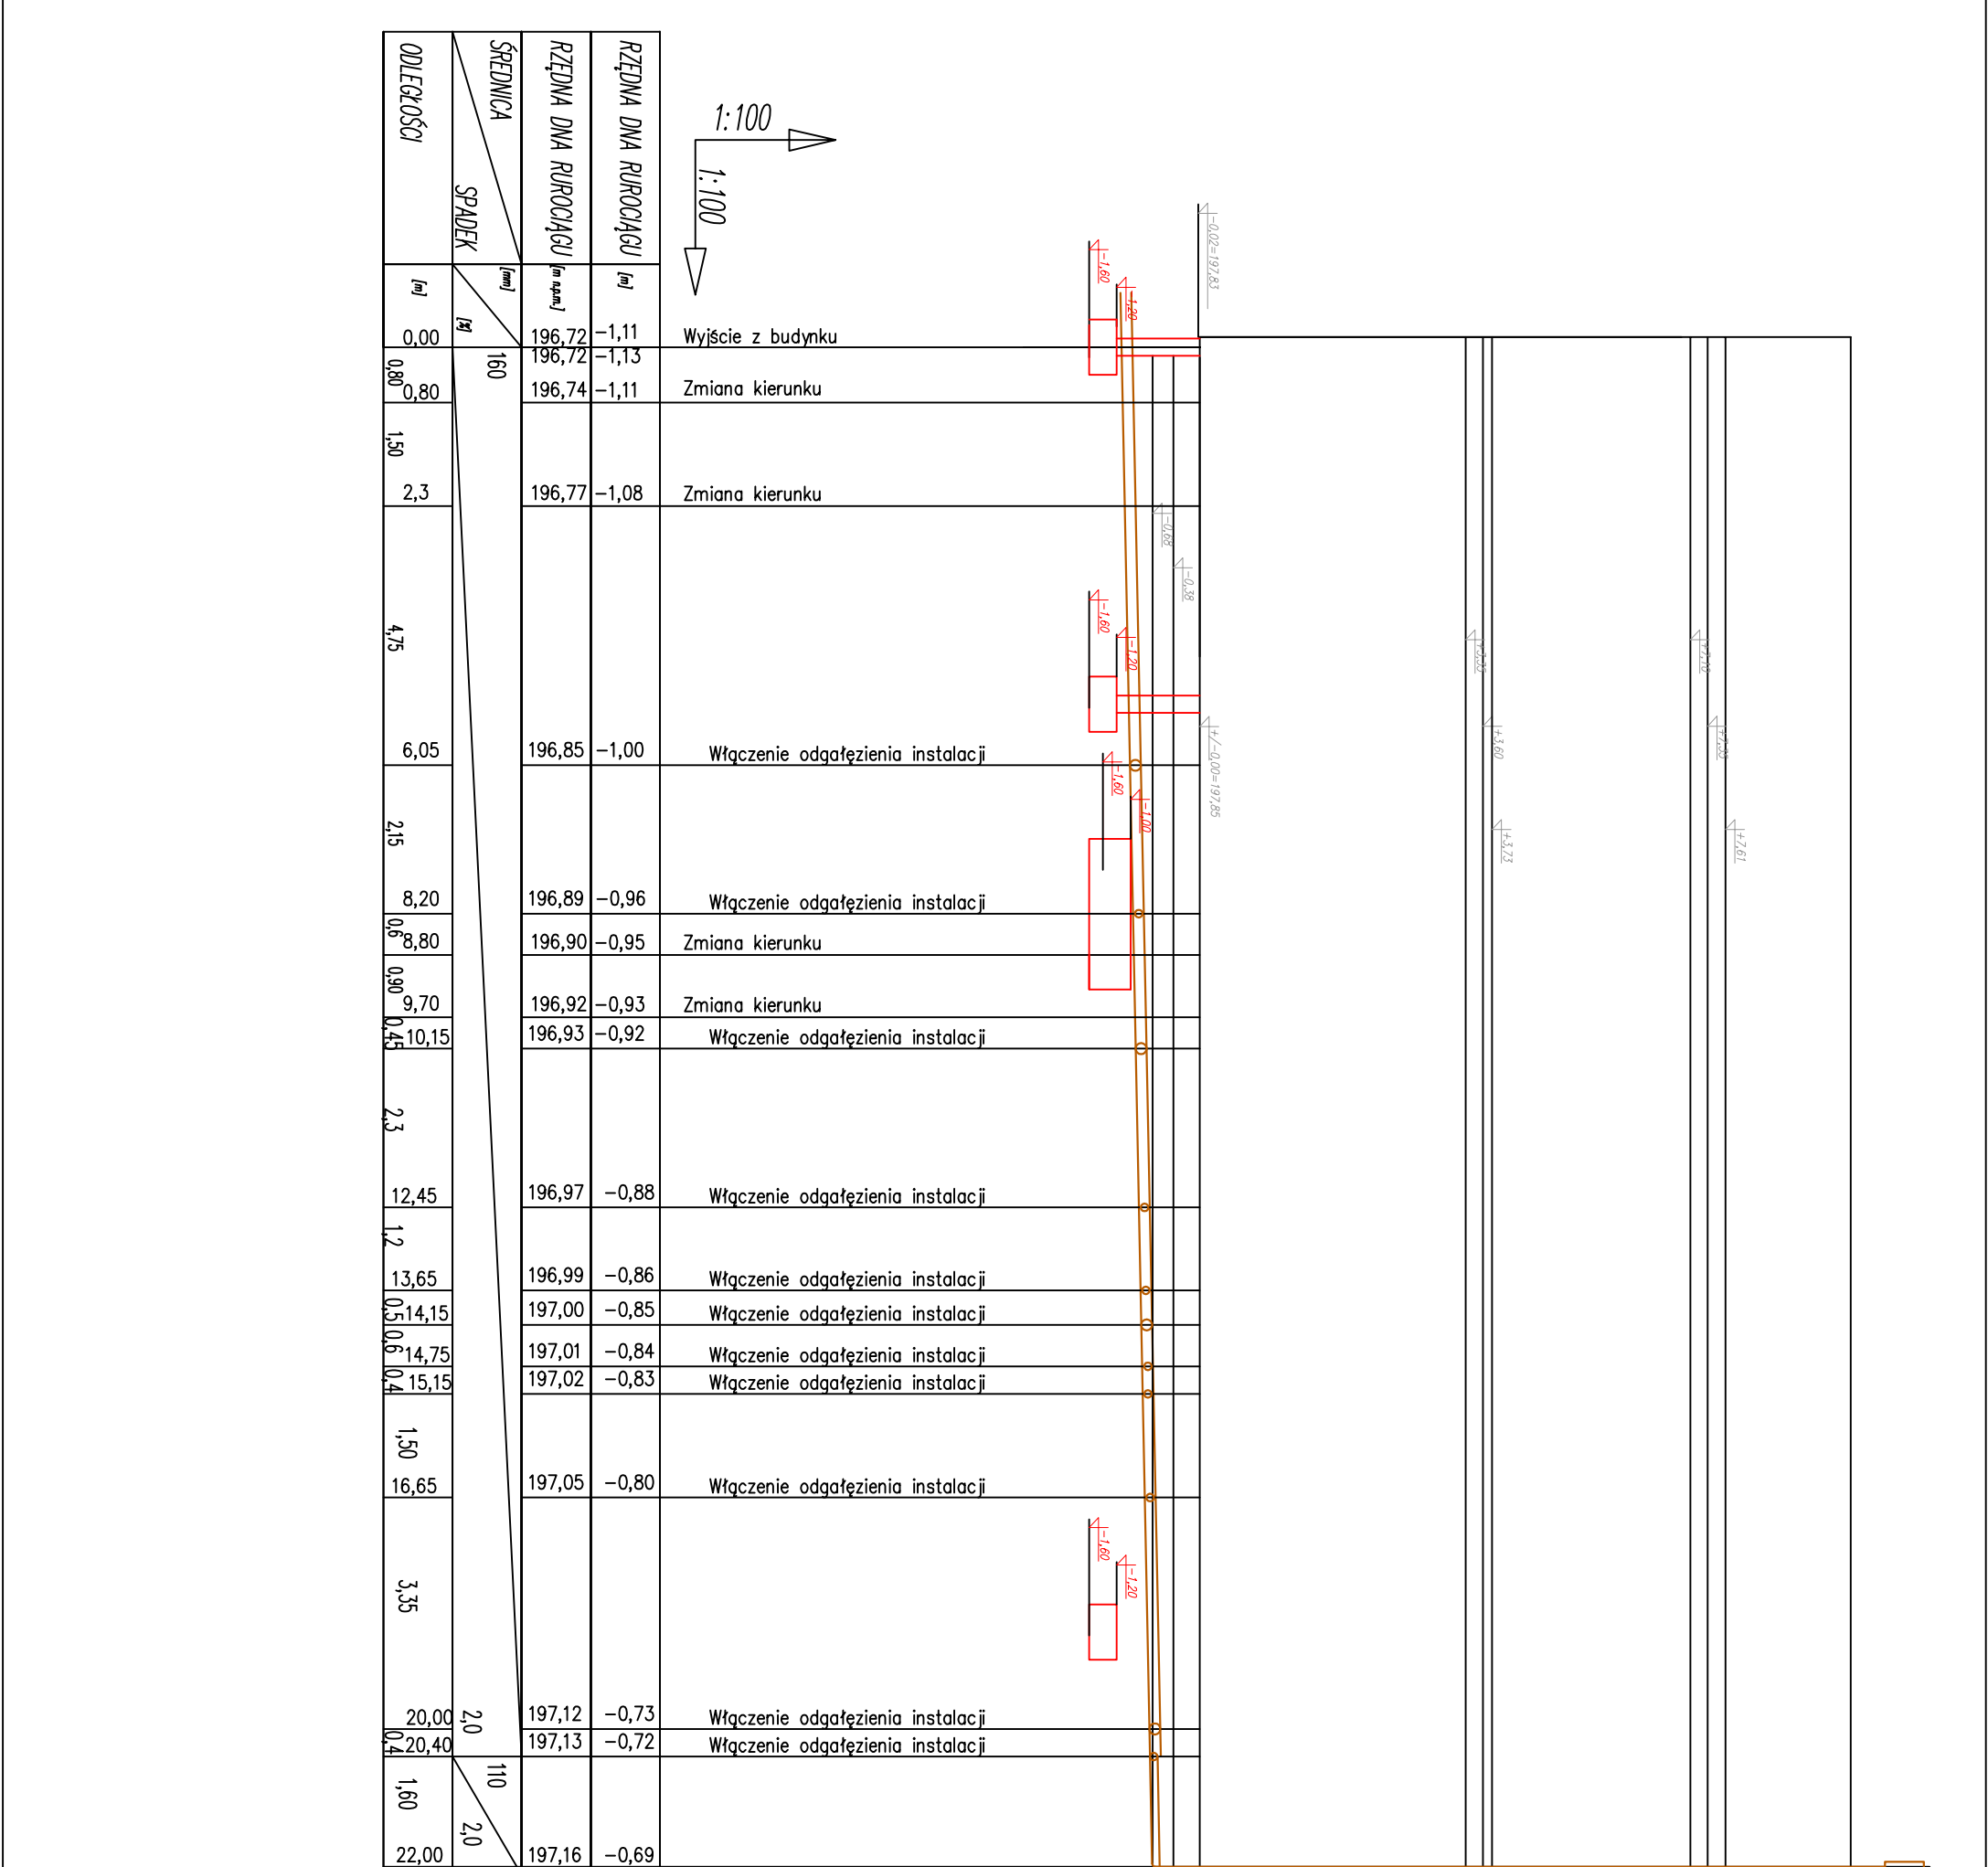 ODLEGŁOŚCI
ŚREDNICA
SPADEK
RZĘDNA DNA RUROCIĄGU
RZĘDNA DNA RUROCIĄGU
[m]
[%]
[mm]
[m n.p.m.]
[m]
1:100
1:100
-0,02=197,83
-1,60
-1,20
0,00 196,72 -1,11 Wyjście z budynku
196,72 -1,13
160
0,80
0,80 196,74 -1,11 Zmiana kierunku
1,50
2,3 196,77 -1,08 Zmiana kierunku
-0,68
-0,38
-1,60
-1,20
4,75
+3,35
+7,10
6,05 196,85 -1,00 Włączenie odgałęzienia instalacji
+/-0,00=197,85
+3,60
-1,60
-1,00
+3,73
+7,61
2,15
8,20 196,89 -0,96 Włączenie odgałęzienia instalacji
0,6
8,80 196,90 -0,95 Zmiana kierunku
0,90
9,70 196,92 -0,93 Zmiana kierunku
0,45
10,15 196,93 -0,92 Włączenie odgałęzienia instalacji
2,3
12,45 196,97 -0,88 Włączenie odgałęzienia instalacji
1,2
13,65 196,99 -0,86 Włączenie odgałęzienia instalacji
0,5
14,15 197,00 -0,85 Włączenie odgałęzienia instalacji
0,6
14,75 197,01 -0,84 Włączenie odgałęzienia instalacji
0,4
15,15 197,02 -0,83 Włączenie odgałęzienia instalacji
1,50
16,65 197,05 -0,80 Włączenie odgałęzienia instalacji
-1,60
-1,20
3,35
20,00 2,0 197,12 -0,73 Włączenie odgałęzienia instalacji
0,4
20,40 197,13 -0,72 Włączenie odgałęzienia instalacji
110
1,60
2,0
22,00 197,16 -0,69